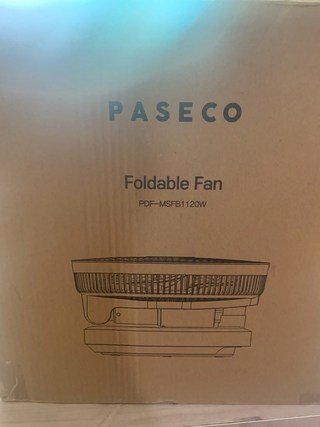 PASECO
Foldable Fan
PDF-MSFB1120W